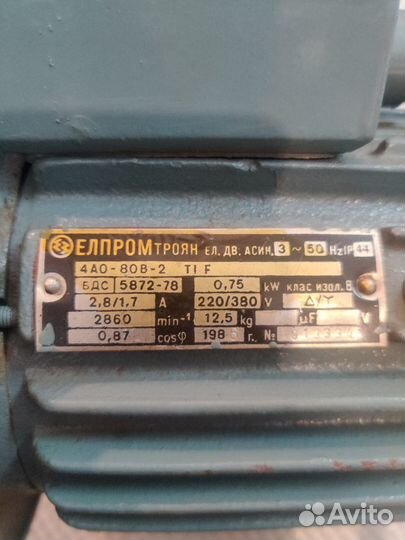 ЕЛПРОМ ТРОЯН ЕЛ. ДВ. АСИН. 3 ~ 50 Hz IP 44
4АО-80В-2 TI F
БДС 5872-78 0,75 kW клас изол. В
2,8/1,7 А 220/380 V Δ/Y
2860 min⁻¹ 12,5 kg µF V
0,87 cosφ 198 г. №
Avito